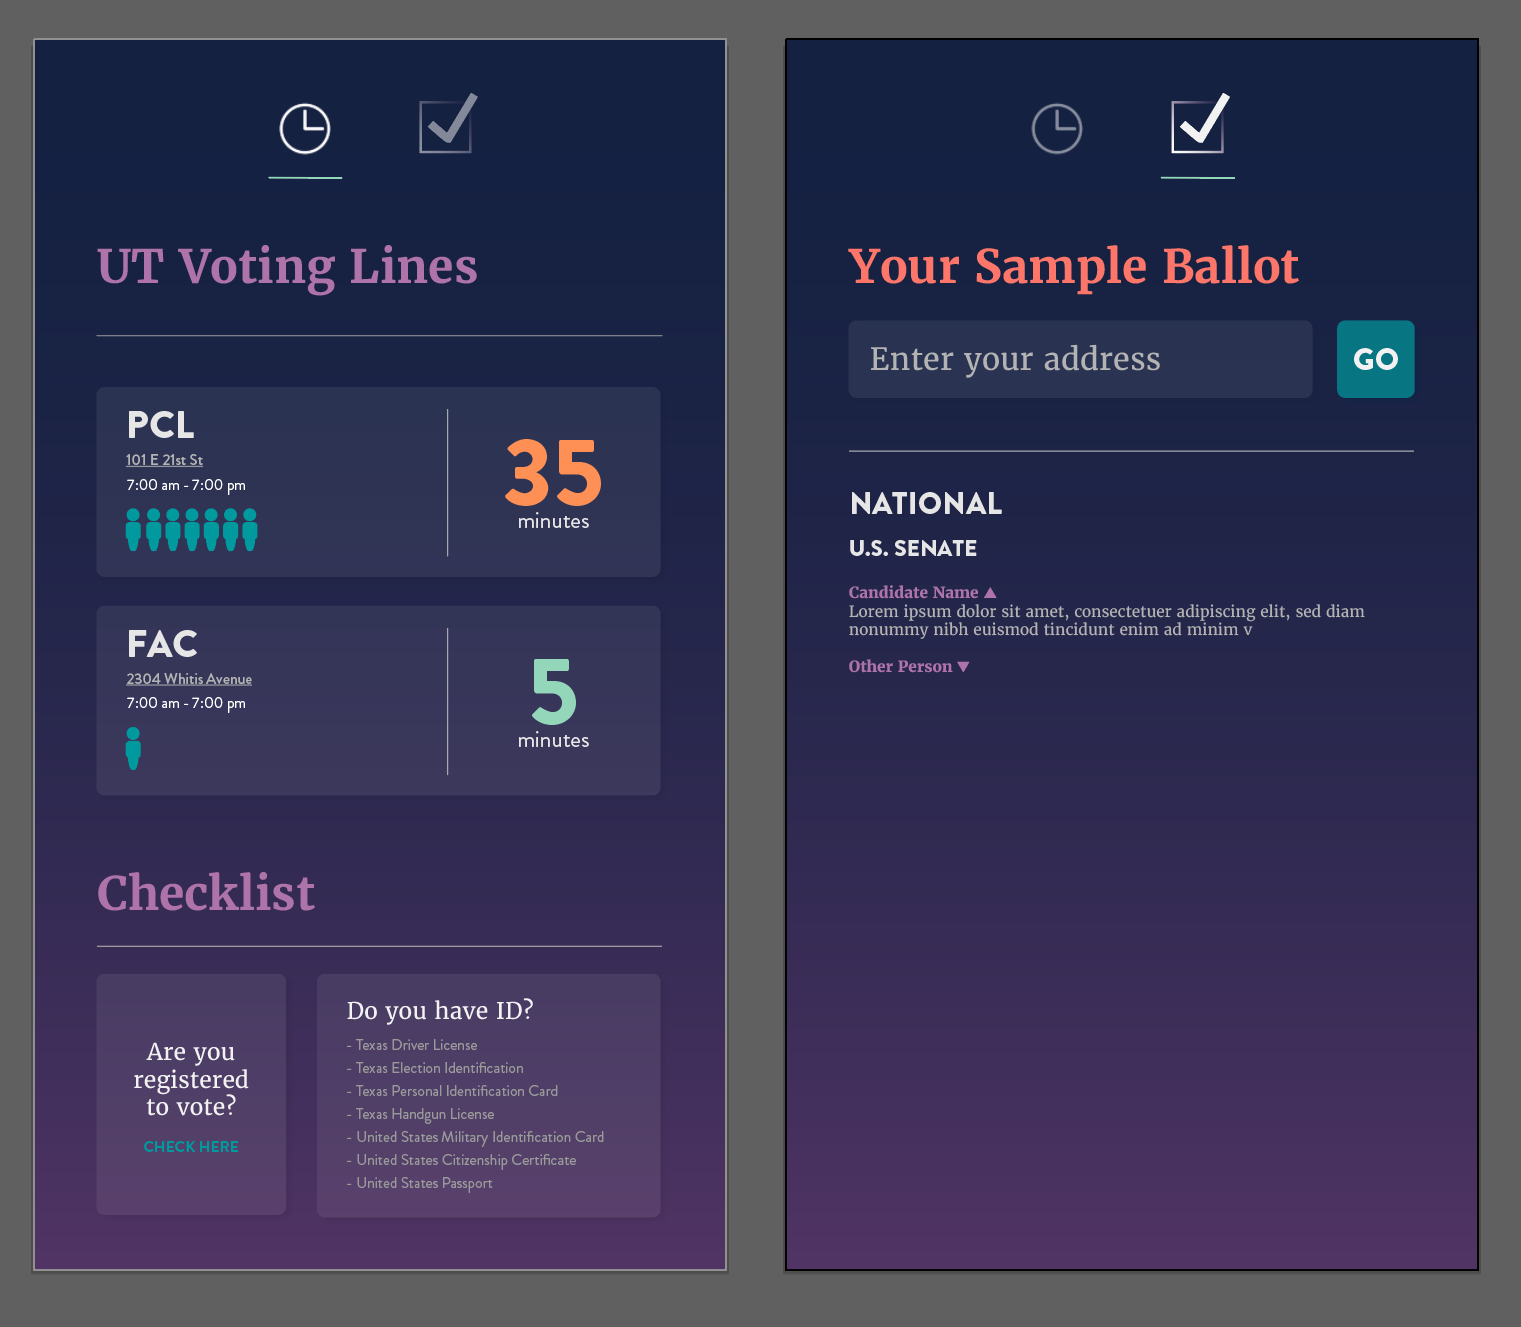 UT Voting Lines
PCL
101 E 21st St
7:00 am - 7:00 pm
35
minutes
FAC
2304 Whitis Avenue
7:00 am - 7:00 pm
5
minutes
Checklist
Are you
registered
to vote?
CHECK HERE
Do you have ID?
- Texas Driver License
- Texas Election Identification
- Texas Personal Identification Card
- Texas Handgun License
- United States Military Identification Card
- United States Citizenship Certificate
- United States Passport
Your Sample Ballot
Enter your address
GO
NATIONAL
U.S. SENATE
Candidate Name ▲
Lorem ipsum dolor sit amet, consectetuer adipiscing elit, sed diam
nonummy nibh euismod tincidunt enim ad minim v
Other Person ▼